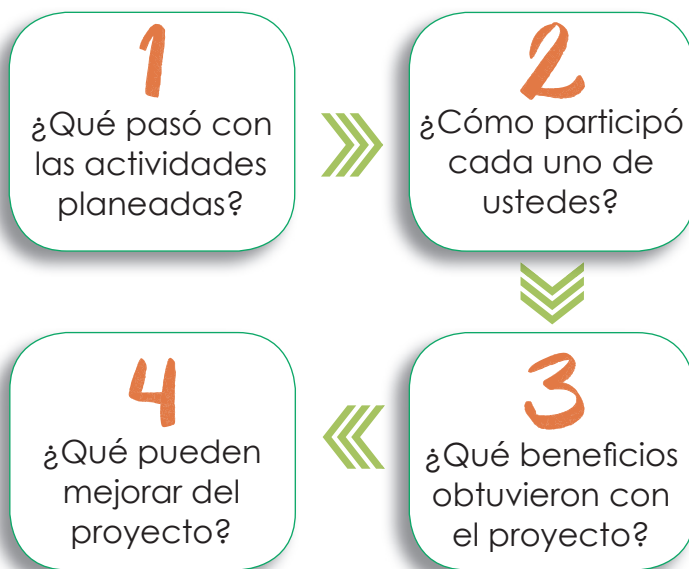 1
¿Qué pasó con
las actividades
planeadas?
2
¿Cómo participó
cada uno de
ustedes?
3
¿Qué beneficios
obtuvieron con
el proyecto?
4
¿Qué pueden
mejorar del
proyecto?